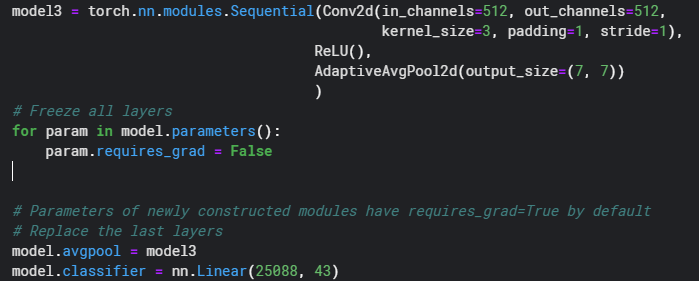 model3 = torch.nn.modules.Sequential(Conv2d(in_channels=512, out_channels=512,
kernel_size=3, padding=1, stride=1),
ReLU(),
AdaptiveAvgPool2d(output_size=(7, 7))
)
# Freeze all layers
for param in model.parameters():
param.requires_grad = False
# Parameters of newly constructed modules have requires_grad=True by default
# Replace the last layers
model.avgpool = model3
model.classifier = nn.Linear(25088, 43)